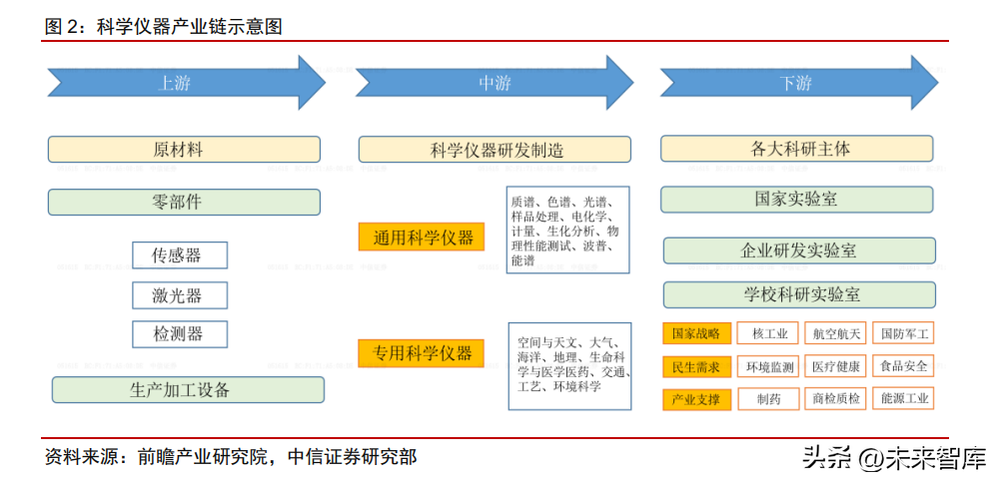 图 2：科学仪器产业链示意图
上游
中游
下游
原材料
科学仪器研发制造
各大科研主体
零部件
传感器
激光器
检测器
生产加工设备
通用科学仪器
质谱、色谱、光谱、
样品处理、电化学、
计量、生化分析、物
理性能测试、波普、
能谱
专用科学仪器
空间与天文、大气、
海洋、地理、生命科
学与医学医药、交通、
工艺、环境科学
国家实验室
企业研发实验室
学校科研实验室
国家战略 核工业 航空航天 国防军工
民生需求 环境监测 医疗健康 食品安全
产业支撑 制药 商检质检 能源工业
资料来源：前瞻产业研究院，中信证券研究部
头条 @未来智库